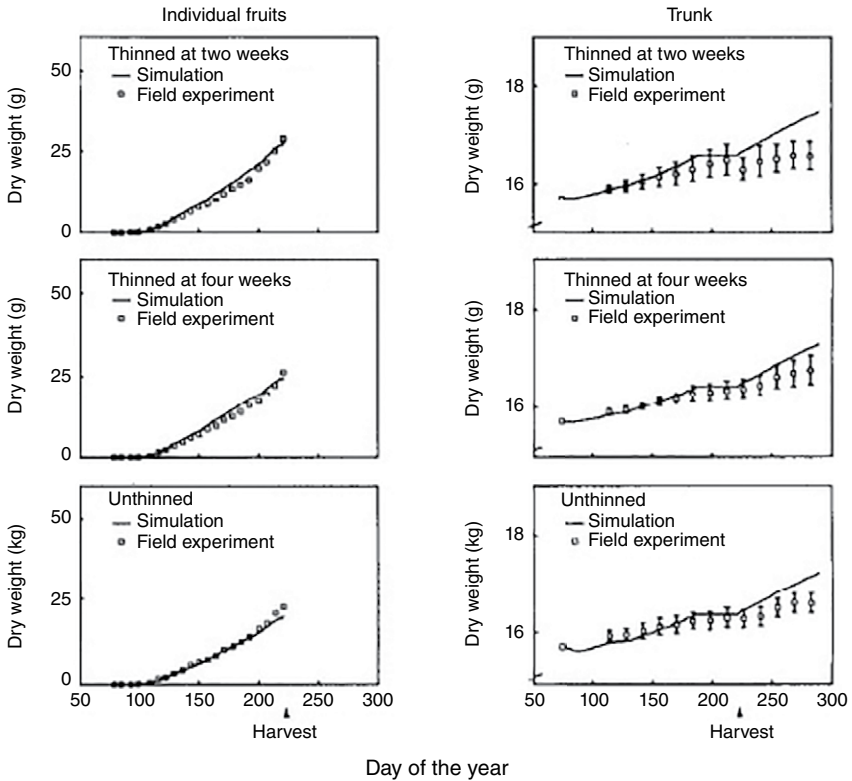 Individual fruits
Dry weight (g)
50
25
0
Thinned at two weeks
Simulation
Field experiment
Dry weight (g)
50
25
0
Thinned at four weeks
Simulation
Field experiment
Dry weight (kg)
50
25
0
Unthinned
Simulation
Field experiment
50 100 150 200 250 300
Harvest
Trunk
Dry weight (g)
18
16
Thinned at two weeks
Simulation
Field experiment
Dry weight (g)
18
16
Thinned at four weeks
Simulation
Field experiment
Dry weight (kg)
18
16
Unthinned
Simulation
Field experiment
50 100 150 200 250 300
Harvest
Day of the year